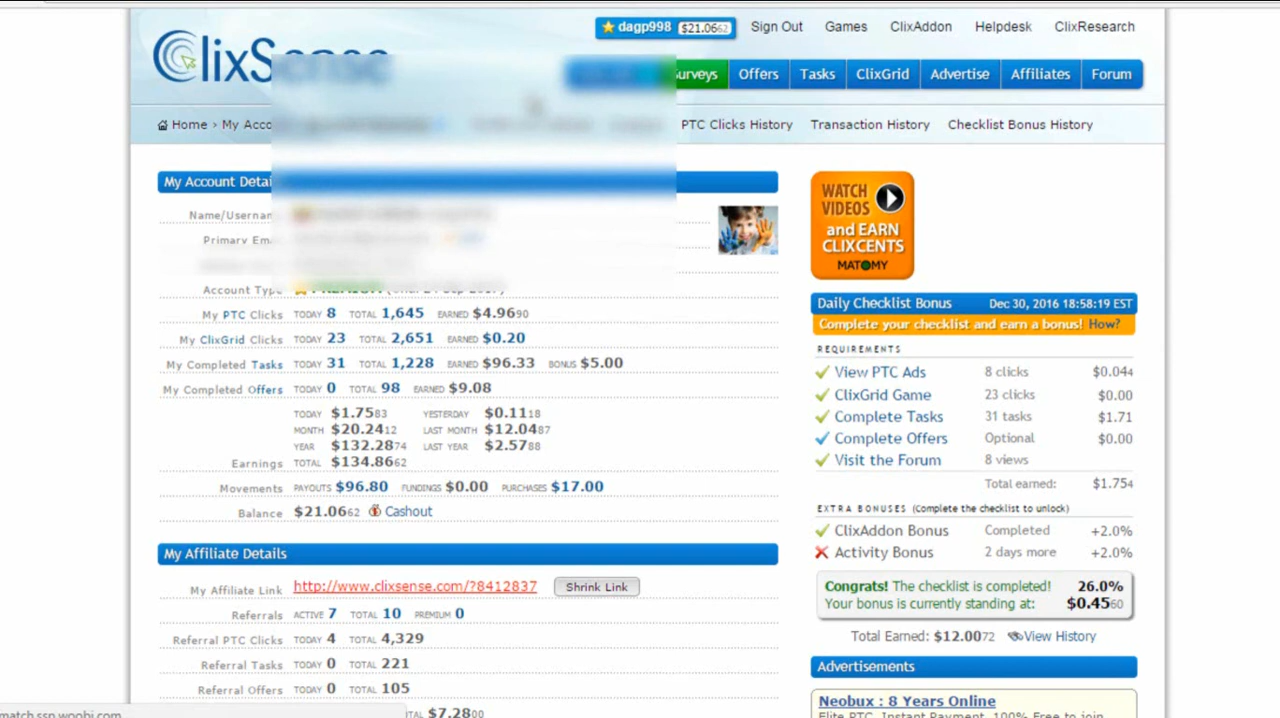 ClixSense
dagp998 $21.0662 Sign Out Games ClixAddon Helpdesk ClixResearch
Surveys Offers Tasks ClixGrid Advertise Affiliates Forum
Home › My Acco PTC Clicks History Transaction History Checklist Bonus History
My Account Detai
Name/Usernam
Primary Em
Account Type PREMIUM
My PTC Clicks TODAY 8 TOTAL 1,645 EARNED $4.9690
My ClixGrid Clicks TODAY 23 TOTAL 2,651 EARNED $0.20
My Completed Tasks TODAY 31 TOTAL 1,228 EARNED $96.33 BONUS $5.00
My Completed Offers TODAY 0 TOTAL 98 EARNED $9.08
TODAY $1.7583 YESTERDAY $0.1118
MONTH $20.2412 LAST MONTH $12.0487
YEAR $132.2874 LAST YEAR $2.5788
Earnings TOTAL $134.8662
Movements PAYOUTS $96.80 FUNDINGS $0.00 PURCHASES $17.00
Balance $21.0662 Cashout
My Affiliate Details
My Affiliate Link http://www.clixsense.com/?8412837 Shrink Link
Referrals ACTIVE 7 TOTAL 10 PREMIUM 0
Referral PTC Clicks TODAY 4 TOTAL 4,329
Referral Tasks TODAY 0 TOTAL 221
Referral Offers TODAY 0 TOTAL 105
TOTAL $7.2800
match.ssp.woobi.com
WATCH
VIDEOS
and EARN
CLIXCENTS
MATOMY
Daily Checklist Bonus Dec 30, 2016 18:58:19 EST
Complete your checklist and earn a bonus! How?
REQUIREMENTS
View PTC Ads 8 clicks $0.044
ClixGrid Game 23 clicks $0.00
Complete Tasks 31 tasks $1.71
Complete Offers Optional $0.00
Visit the Forum 8 views
Total earned: $1.754
EXTRA BONUSES (Complete the checklist to unlock)
ClixAddon Bonus Completed +2.0%
Activity Bonus 2 days more +2.0%
Congrats! The checklist is completed! 26.0%
Your bonus is currently standing at: $0.4560
Total Earned: $12.0072 View History
Advertisements
Neobux : 8 Years Online
Elite PTC, Instant Payment, 100% Free to join